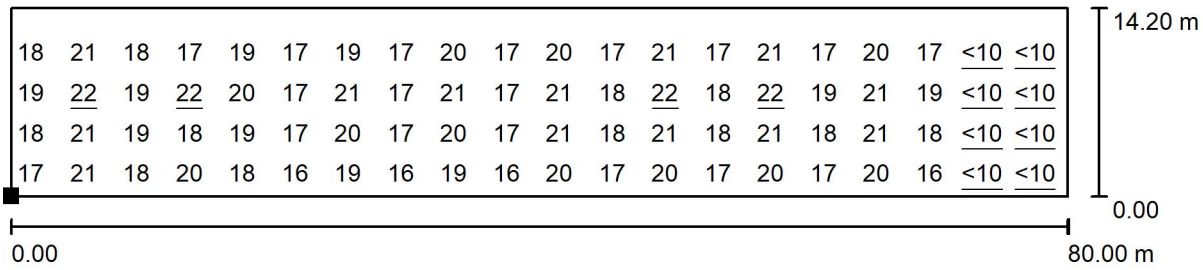 14.20 m
18 21 18 17 19 17 19 17 20 17 20 17 21 17 21 17 20 17 <10 <10
19 22 19 22 20 17 21 17 21 17 21 18 22 18 22 19 21 19 <10 <10
18 21 19 18 19 17 20 17 20 17 21 18 21 18 21 18 21 18 <10 <10
17 21 18 20 18 16 19 16 19 16 20 17 20 17 20 17 20 16 <10 <10
0.00
0.00 80.00 m